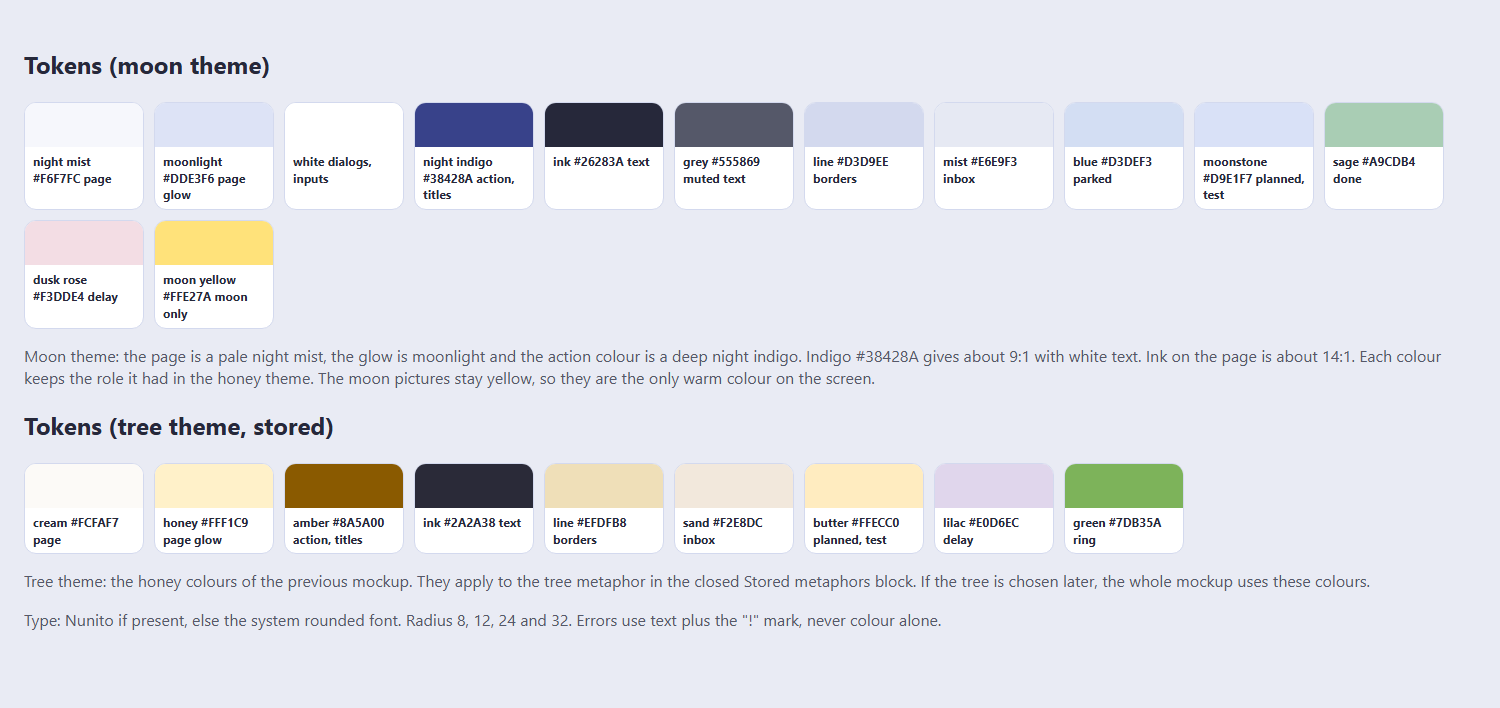 Tokens (moon theme)
night mist
#F6F7FC page
moonlight
#DDE3F6 page
glow
white dialogs,
inputs
night indigo
#38428A action,
titles
ink #26283A text
grey #555869
muted text
line #D3D9EE
borders
mist #E6E9F3
inbox
blue #D3DEF3
parked
moonstone
#D9E1F7 planned,
test
sage #A9CDB4
done
dusk rose
#F3DDE4 delay
moon yellow
#FFE27A moon
only
Moon theme: the page is a pale night mist, the glow is moonlight and the action colour is a deep night indigo. Indigo #38428A gives about 9:1 with white text. Ink on the page is about 14:1. Each colour
keeps the role it had in the honey theme. The moon pictures stay yellow, so they are the only warm colour on the screen.
Tokens (tree theme, stored)
cream #FCFAF7
page
honey #FFF1C9
page glow
amber #8A5A00
action, titles
ink #2A2A38 text
line #EFDFB8
borders
sand #F2E8DC
inbox
butter #FFECC0
planned, test
lilac #E0D6EC
delay
green #7DB35A
ring
Tree theme: the honey colours of the previous mockup. They apply to the tree metaphor in the closed Stored metaphors block. If the tree is chosen later, the whole mockup uses these colours.
Type: Nunito if present, else the system rounded font. Radius 8, 12, 24 and 32. Errors use text plus the "!" mark, never colour alone.